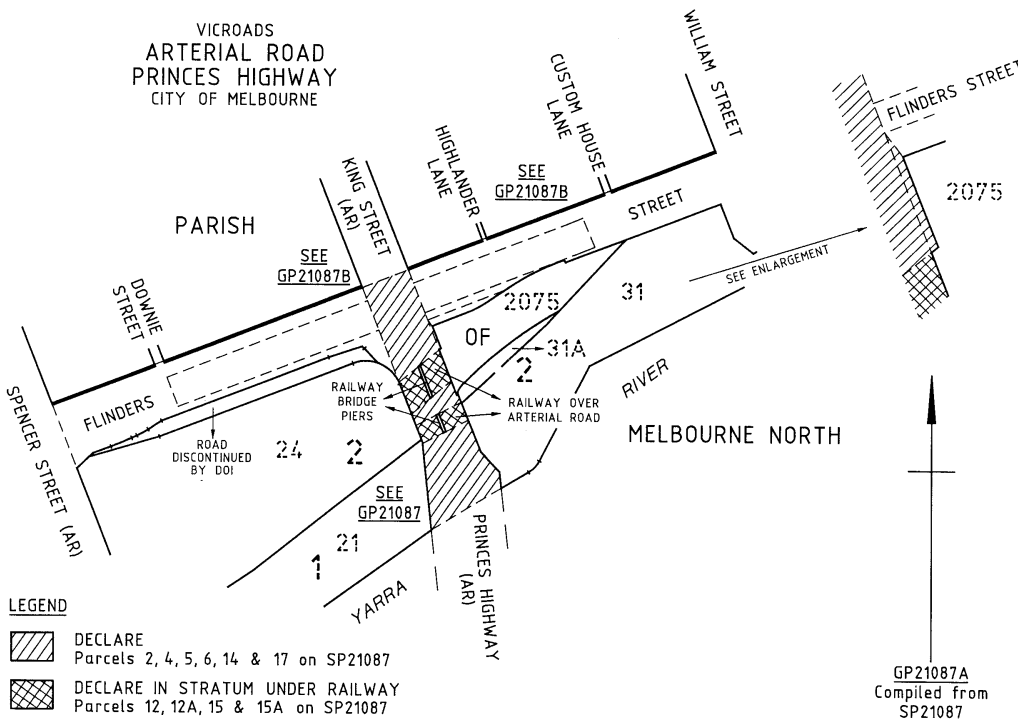 VICROADS
ARTERIAL ROAD
PRINCES HIGHWAY
CITY OF MELBOURNE
WILLIAM STREET
CUSTOM HOUSE
LANE
HIGHLANDER
LANE
KING STREET
(AR)
FLINDERS STREET
2075
SEE
GP21087B
STREET
PARISH
SEE
GP21087B
SEE ENLARGEMENT
DOWNIE
STREET
2075
31
OF
31A
2
RIVER
RAILWAY
BRIDGE
PIERS
RAILWAY OVER
ARTERIAL ROAD
FLINDERS
SPENCER STREET (AR)
MELBOURNE NORTH
ROAD
DISCONTINUED
BY DOI
24
2
SEE
GP21087
21
1
YARRA
PRINCES HIGHWAY
(AR)
LEGEND
DECLARE
Parcels 2, 4, 5, 6, 14 & 17 on SP21087
DECLARE IN STRATUM UNDER RAILWAY
Parcels 12, 12A, 15 & 15A on SP21087
GP21087A
Compiled from
SP21087